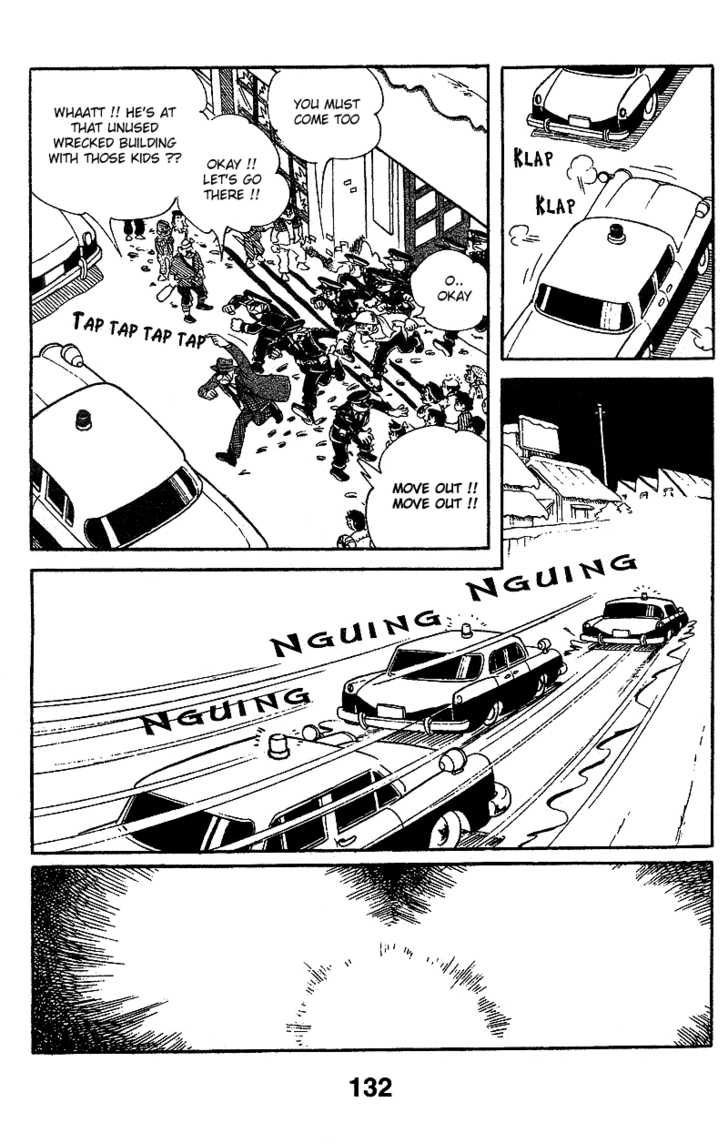 WHAATT !! HE'S AT
THAT UNUSED
WRECKED BUILDING
WITH THOSE KIDS ??
OKAY !!
LET'S GO
THERE !!
YOU MUST
COME TOO
O..
OKAY
TAP TAP TAP TAP
MOVE OUT !!
MOVE OUT !!
KLAP
KLAP
NGUING
NGUING
NGUING
132